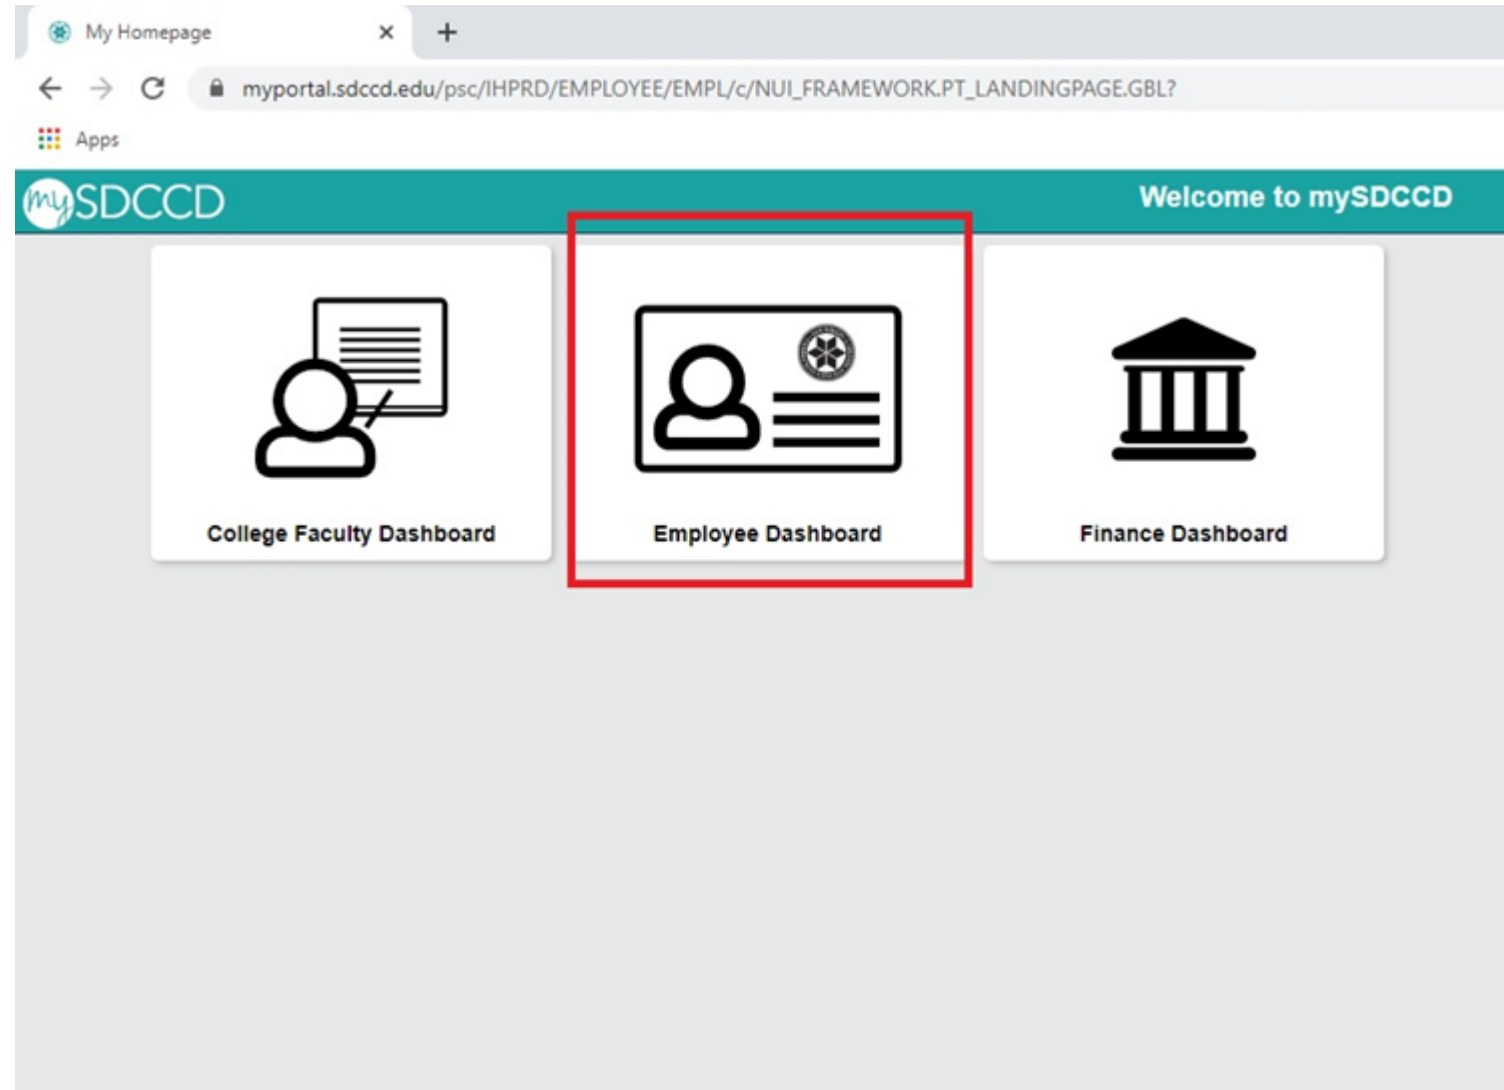 My Homepage
myportal.sdccd.edu/psc/IHPRD/EMPLOYEE/EMPL/c/NUI_FRAMEWORK.PT_LANDINGPAGE.GBL?
Apps
mySDCCD
Welcome to mySDCCD
College Faculty Dashboard
Employee Dashboard
Finance Dashboard